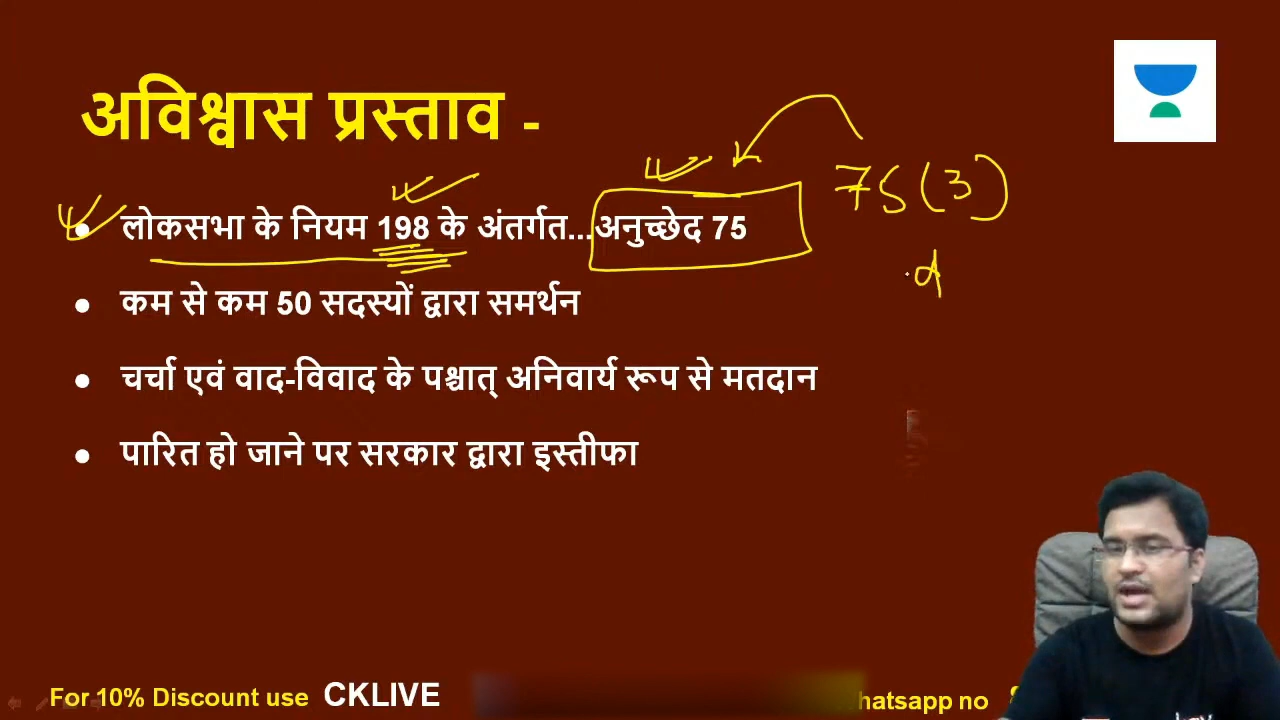 अविश्वास प्रस्ताव -
75(3)
लोकसभा के नियम 198 के अंतर्गत...अनुच्छेद 75
कम से कम 50 सदस्यों द्वारा समर्थन
चर्चा एवं वाद-विवाद के पश्चात् अनिवार्य रूप से मतदान
पारित हो जाने पर सरकार द्वारा इस्तीफा
For 10% Discount use CKLIVE
hatsapp no